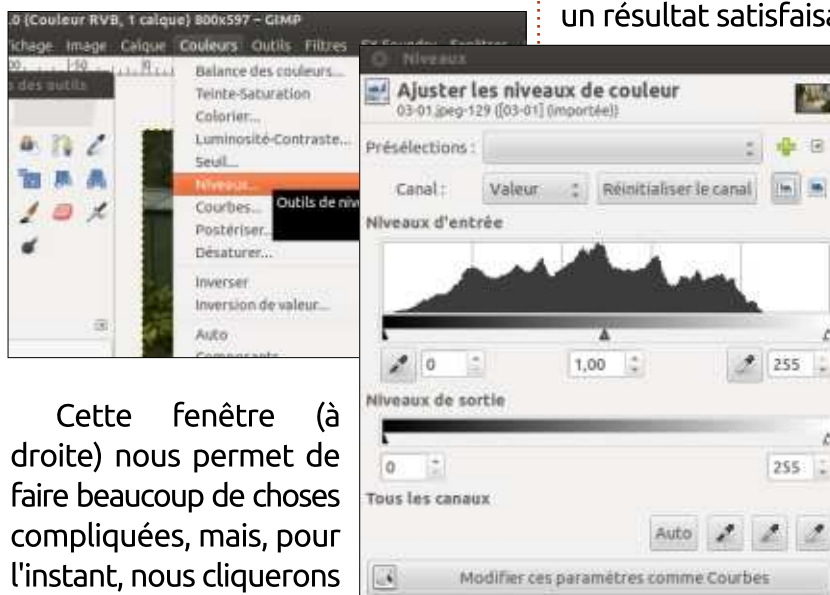 .0 (Couleur RVB, 1 calque) 800x597 – GIMP
Image Calque Couleurs Outils Filtres
des outils
Balance des couleurs...
Teinte-Saturation
Colorier...
Luminosité-Contraste...
Seuil...
Niveaux...
Courbes...
Outils de
Postériser...
Désaturer...
Inverser
Inversion de valeur...
Auto
un résultat
Niveaux
Ajuster les niveaux de couleur
03-01.jpeg-129 ([03-01] (importée))
Présélections :
Canal : Valeur Réinitialiser le canal
Niveaux d'entrée
0 1,00 255
Niveaux de sortie
0 255
Tous les canaux
Auto
Modifier ces paramètres comme Courbes
Cette fenêtre (à
droite) nous permet de
faire beaucoup de choses
compliquées, mais, pour
l'instant, nous cliquerons